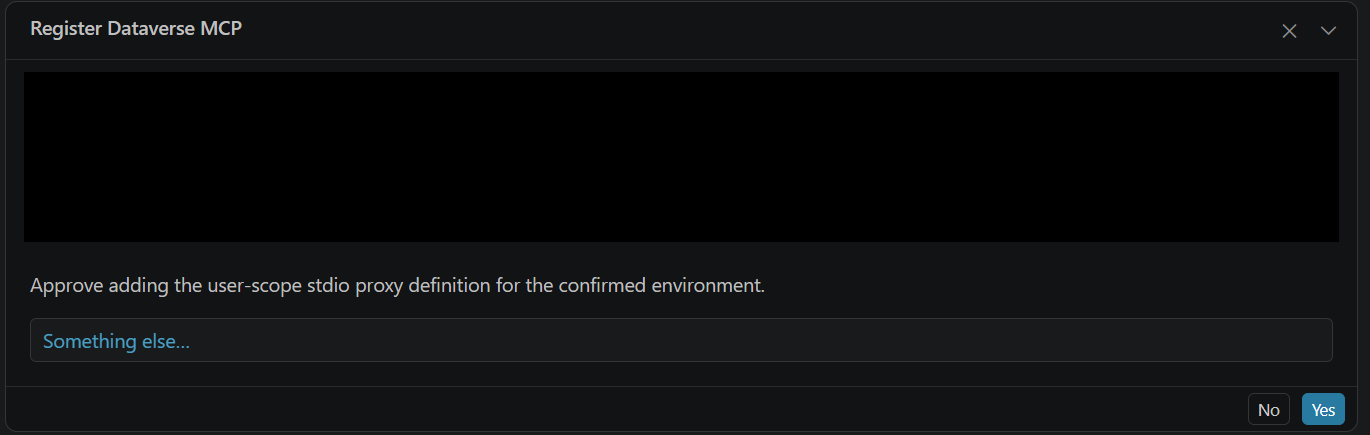 Register Dataverse MCP
Approve adding the user-scope stdio proxy definition for the confirmed environment.
Something else...
No
Yes